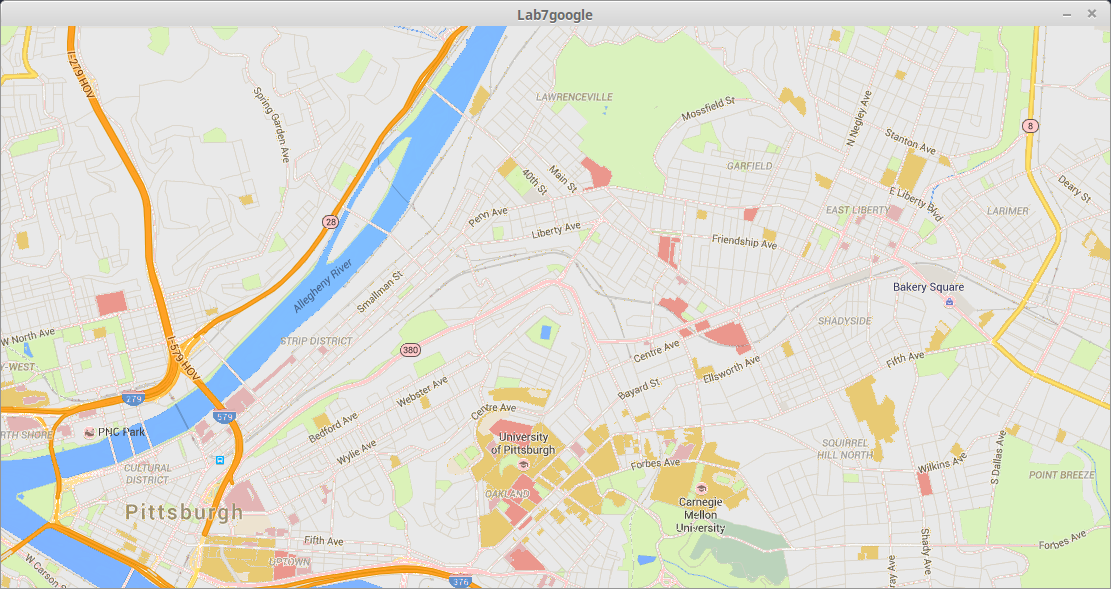 Lab7google
I-279 HOV
Spring Garden Ave
LAWRENCEVILLE
Mossfield St
N Negley Ave
Stanton Ave
8
GARFIELD
Main St
40th St
Deary St
E Liberty Blvd
EAST LIBERTY
LARIMER
28
Penn Ave
Liberty Ave
Friendship Ave
Allegheny River
Smallman St
Bakery Square
W North Ave
I-579 HOV
STRIP DISTRICT
380
SHADYSIDE
Centre Ave
Y-WEST
Fifth Ave
Ellsworth Ave
Webster Ave
Bayard St
279
579
Centre Ave
Bedford Ave
RTH SHORE
PNC Park
University
of Pittsburgh
Wylie Ave
SQUIRREL
HILL NORTH
S Dallas Ave
Forbes Ave
Wilkins Ave
CULTURAL
DISTRICT
POINT BREEZE
OAKLAND
Carnegie
Mellon
University
Pittsburgh
Fifth Ave
Shady Ave
Forbes Ave
UPTOWN
W Carson S
ray Ave
376